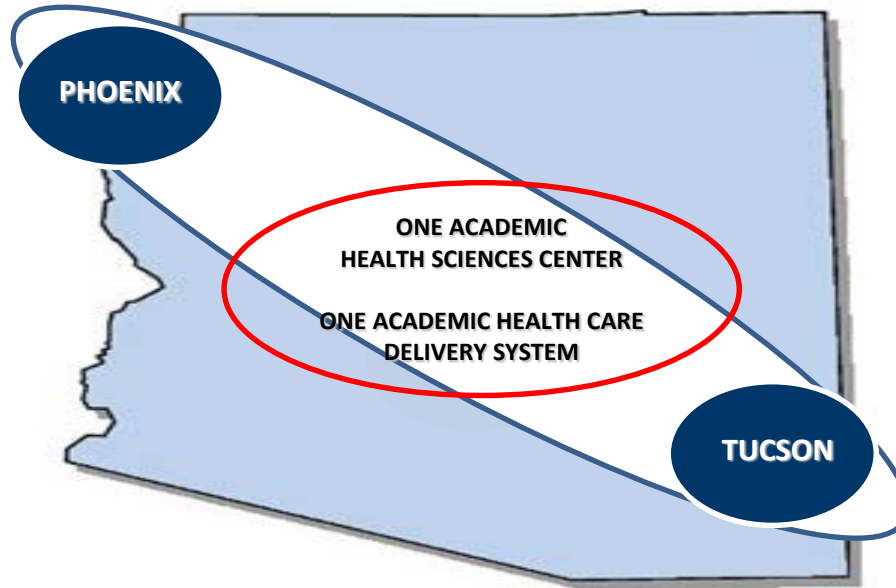 PHOENIX
ONE ACADEMIC
HEALTH SCIENCES CENTER
ONE ACADEMIC HEALTH CARE
DELIVERY SYSTEM
TUCSON